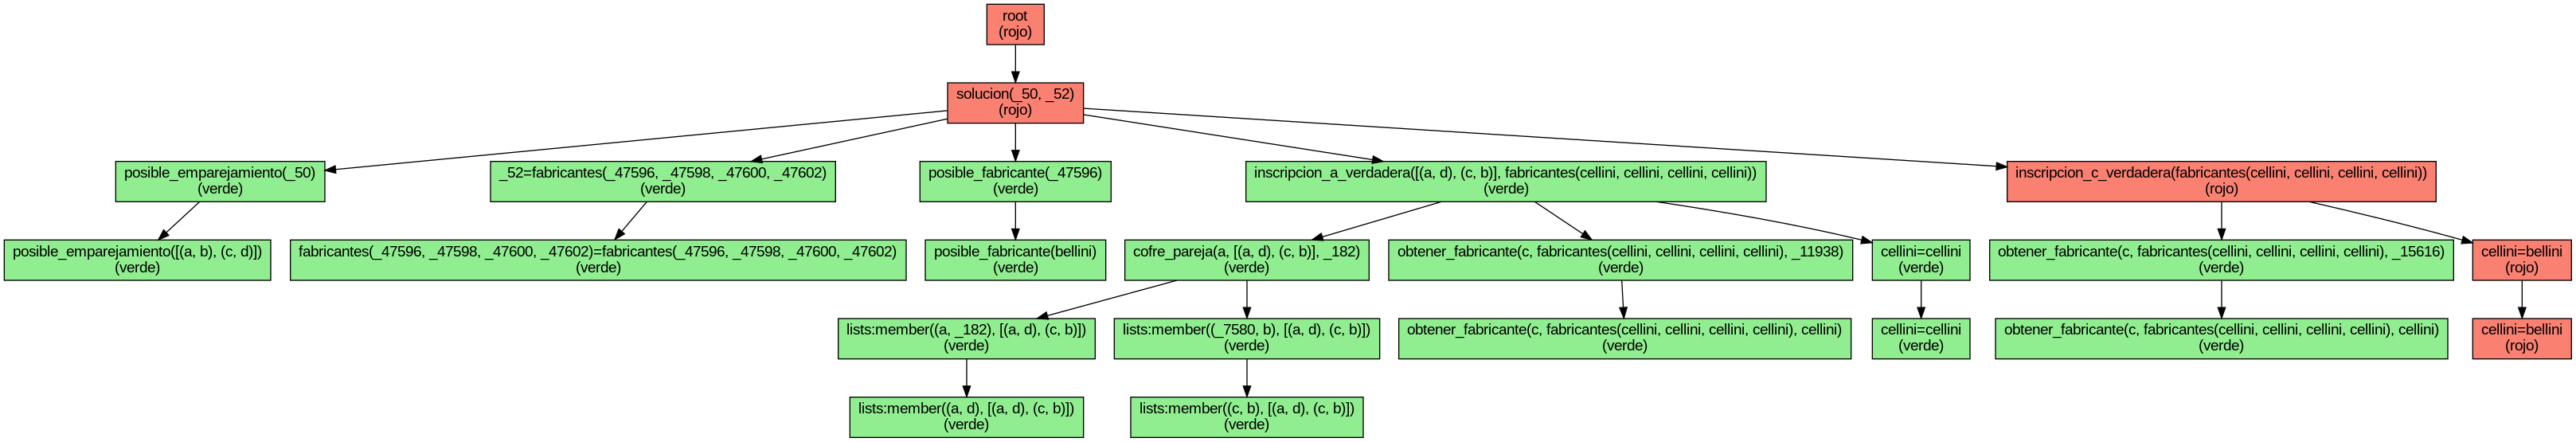 root
(rojo)
solucion(_50, _52)
(rojo)
posible_emparejamiento(_50)
(verde)
_52=fabricantes(_47596, _47598, _47600, _47602)
(verde)
posible_fabricante(_47596)
(verde)
inscripcion_a_verdadera([(a, d), (c, b)], fabricantes(cellini, cellini, cellini, cellini))
(verde)
inscripcion_c_verdadera(fabricantes(cellini, cellini, cellini, cellini))
(rojo)
posible_emparejamiento([(a, b), (c, d)])
(verde)
fabricantes(_47596, _47598, _47600, _47602)=fabricantes(_47596, _47598, _47600, _47602)
(verde)
posible_fabricante(bellini)
(verde)
cofre_pareja(a, [(a, d), (c, b)], _182)
(verde)
obtener_fabricante(c, fabricantes(cellini, cellini, cellini, cellini), _11938)
(verde)
cellini=cellini
(verde)
obtener_fabricante(c, fabricantes(cellini, cellini, cellini, cellini), _15616)
(verde)
cellini=bellini
(rojo)
lists:member((a, _182), [(a, d), (c, b)])
(verde)
lists:member((_7580, b), [(a, d), (c, b)])
(verde)
obtener_fabricante(c, fabricantes(cellini, cellini, cellini, cellini), cellini)
(verde)
cellini=cellini
(verde)
obtener_fabricante(c, fabricantes(cellini, cellini, cellini, cellini), cellini)
(verde)
cellini=bellini
(rojo)
lists:member((a, d), [(a, d), (c, b)])
(verde)
lists:member((c, b), [(a, d), (c, b)])
(verde)